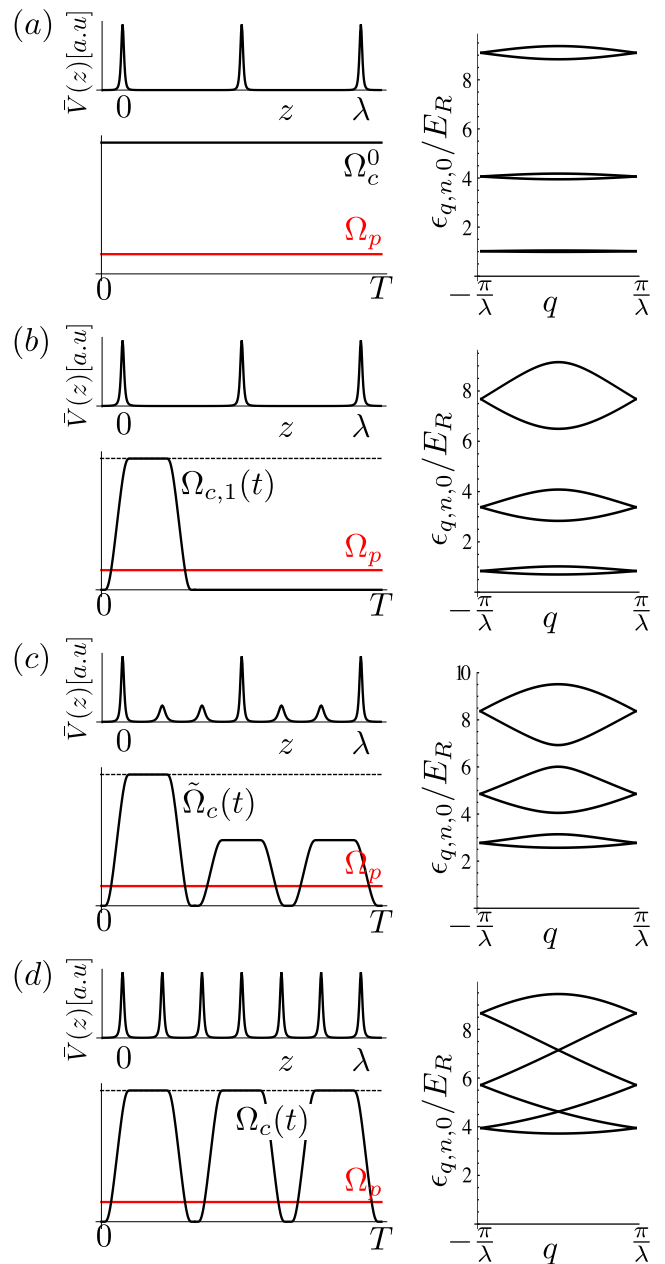 (a)
V̄(z)[a.u]
0 z λ
Ω_c^0
Ω_p
0 T
ϵ_{q,n,0}/E_R
8
6
4
2
−π/λ q π/λ
(b)
V̄(z)[a.u]
0 z λ
Ω_{c,1}(t)
Ω_p
0 T
ϵ_{q,n,0}/E_R
8
6
4
2
−π/λ q π/λ
(c)
V̄(z)[a.u]
0 z λ
Ω̃_c(t)
Ω_p
0 T
ϵ_{q,n,0}/E_R
10
8
6
4
2
−π/λ q π/λ
(d)
V̄(z)[a.u]
0 z λ
Ω_c(t)
Ω_p
0 T
ϵ_{q,n,0}/E_R
8
6
4
2
−π/λ q π/λ